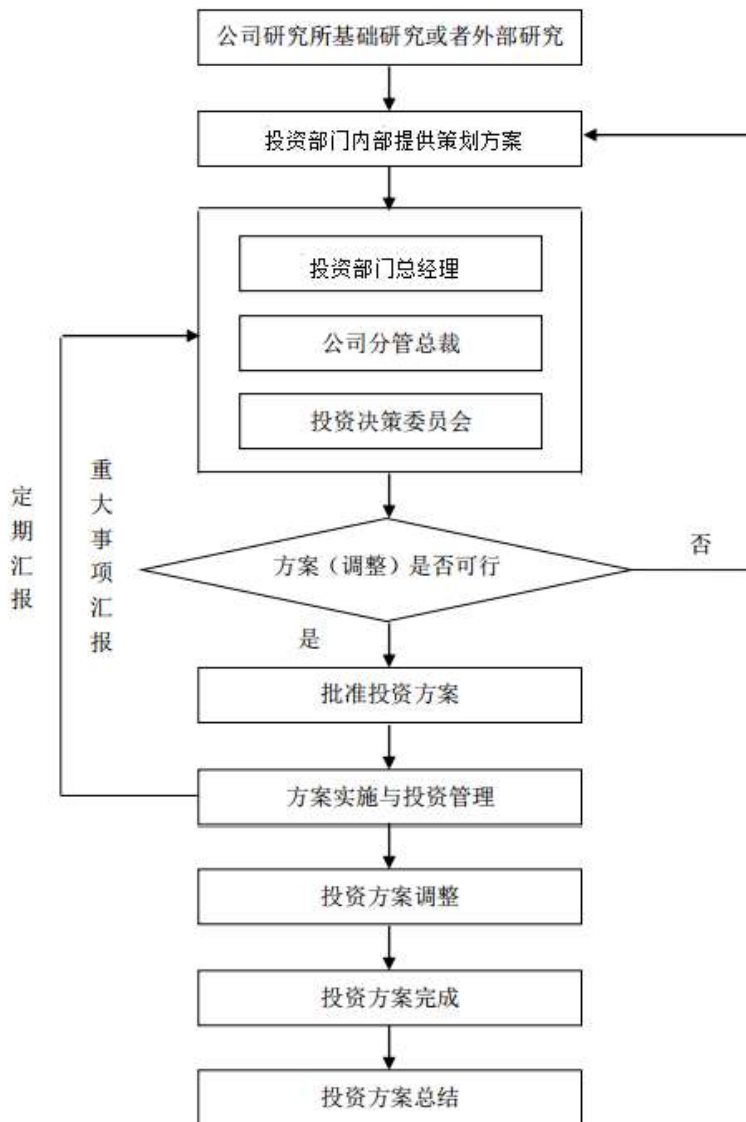 公司研究所基础研究或者外部研究
投资部门内部提供策划方案
投资部门总经理
公司分管总裁
投资决策委员会
定期汇报
重大事项汇报
方案（调整）是否可行
否
是
批准投资方案
方案实施与投资管理
投资方案调整
投资方案完成
投资方案总结